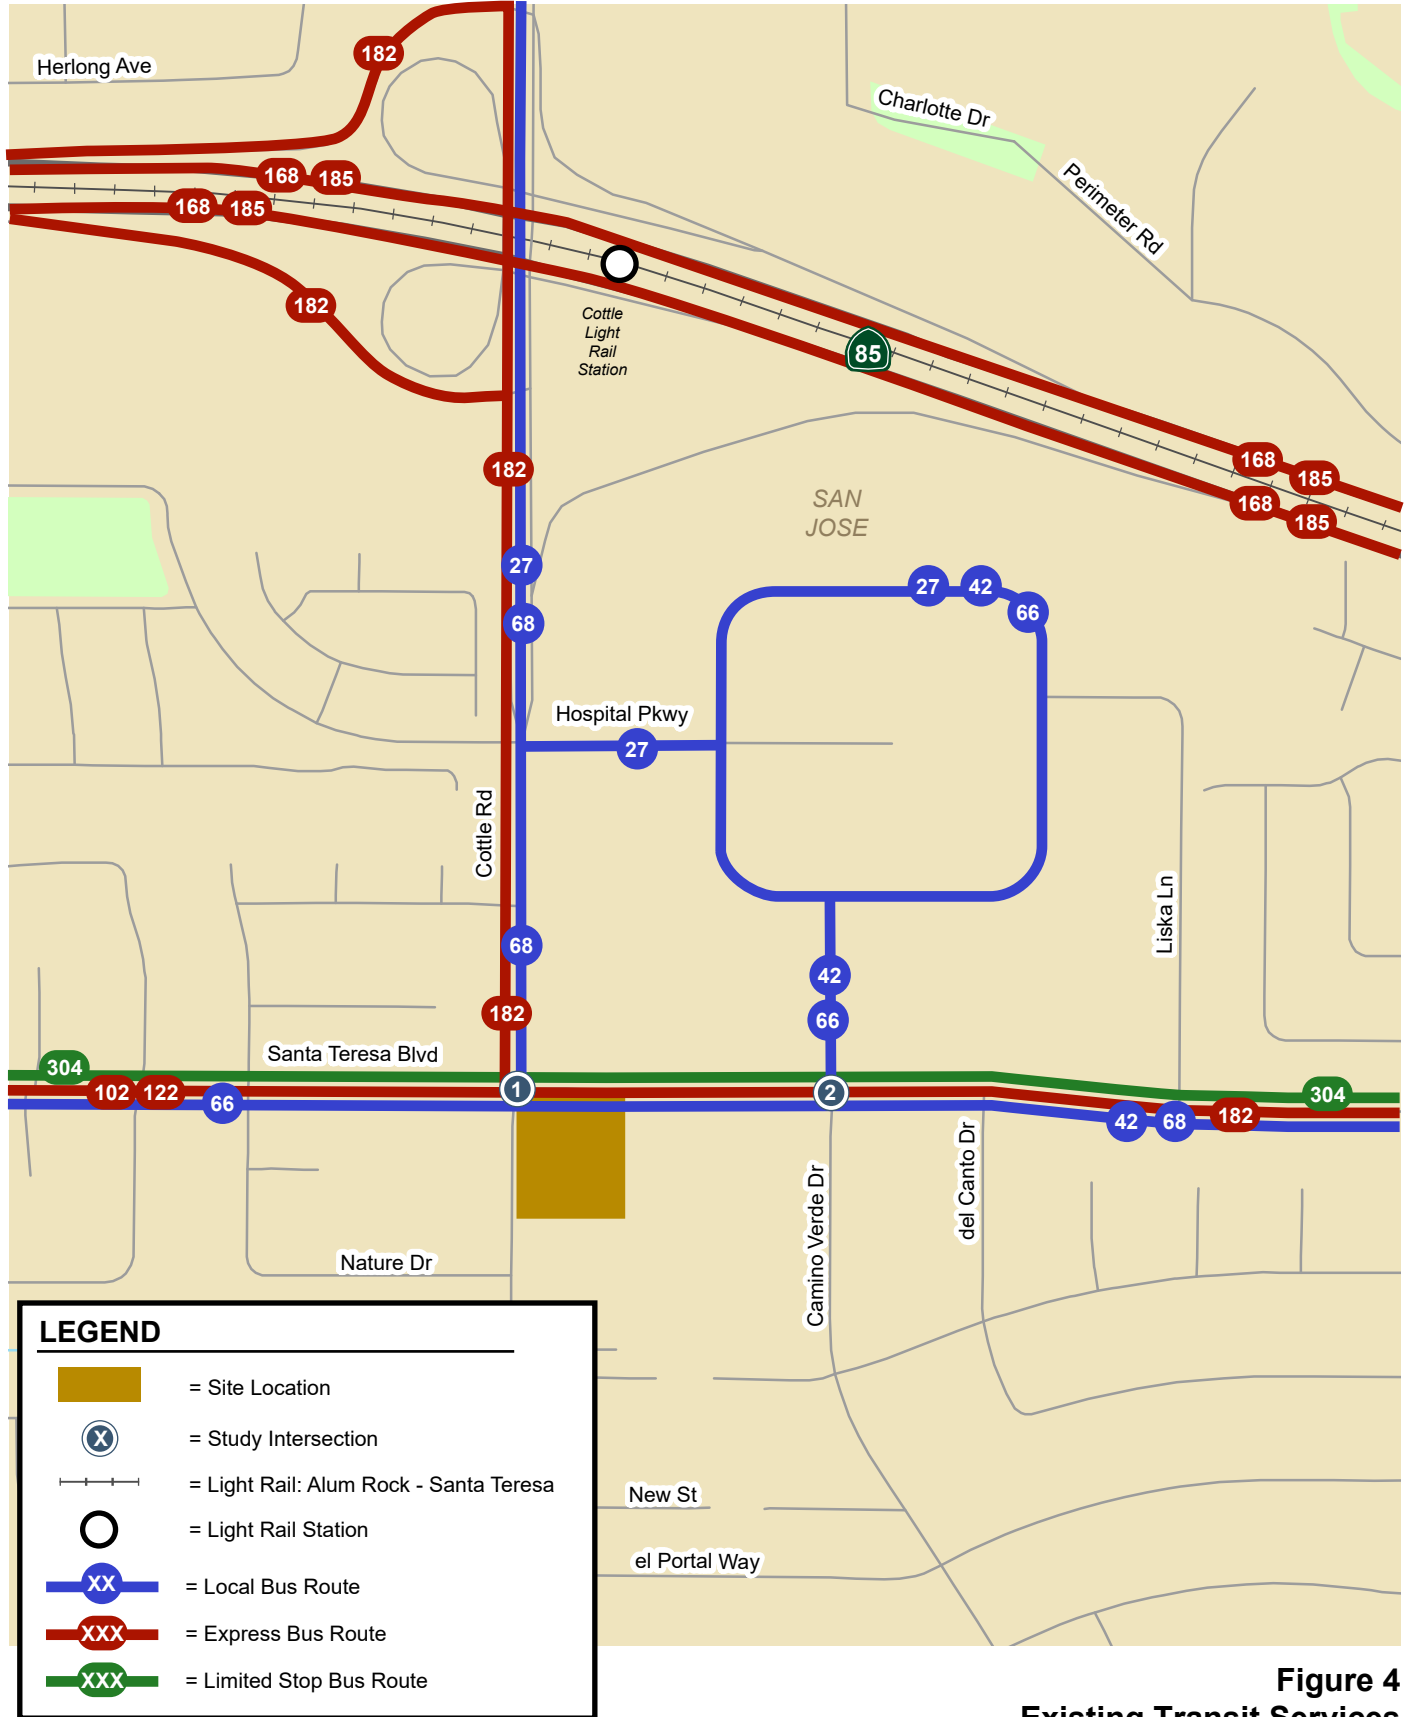 182
Herlong Ave
Charlotte Dr
Perimeter Rd
168
185
168
185
182
Cottle
Light
Rail
Station
85
168
185
168
185
182
SAN
JOSE
27
68
27
42
66
Hospital Pkwy
27
Cottle Rd
Liska Ln
68
42
66
182
Santa Teresa Blvd
304
102
122
66
1
2
304
42
68
182
Camino Verde Dr
del Canto Dr
Nature Dr
LEGEND
= Site Location
X = Study Intersection
= Light Rail: Alum Rock - Santa Teresa
= Light Rail Station
XX = Local Bus Route
XXX = Express Bus Route
XXX = Limited Stop Bus Route
New St
el Portal Way
Figure 4
Existing Transit Services